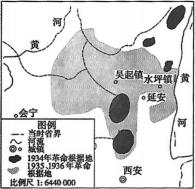 河
黄
黄
吴起镇
水坪镇
延安
河
会宁
西安
图例
当时省界
河流
城镇
1934年革命根据地
1935、1936年革命
根据地
比例尺 1:6440000